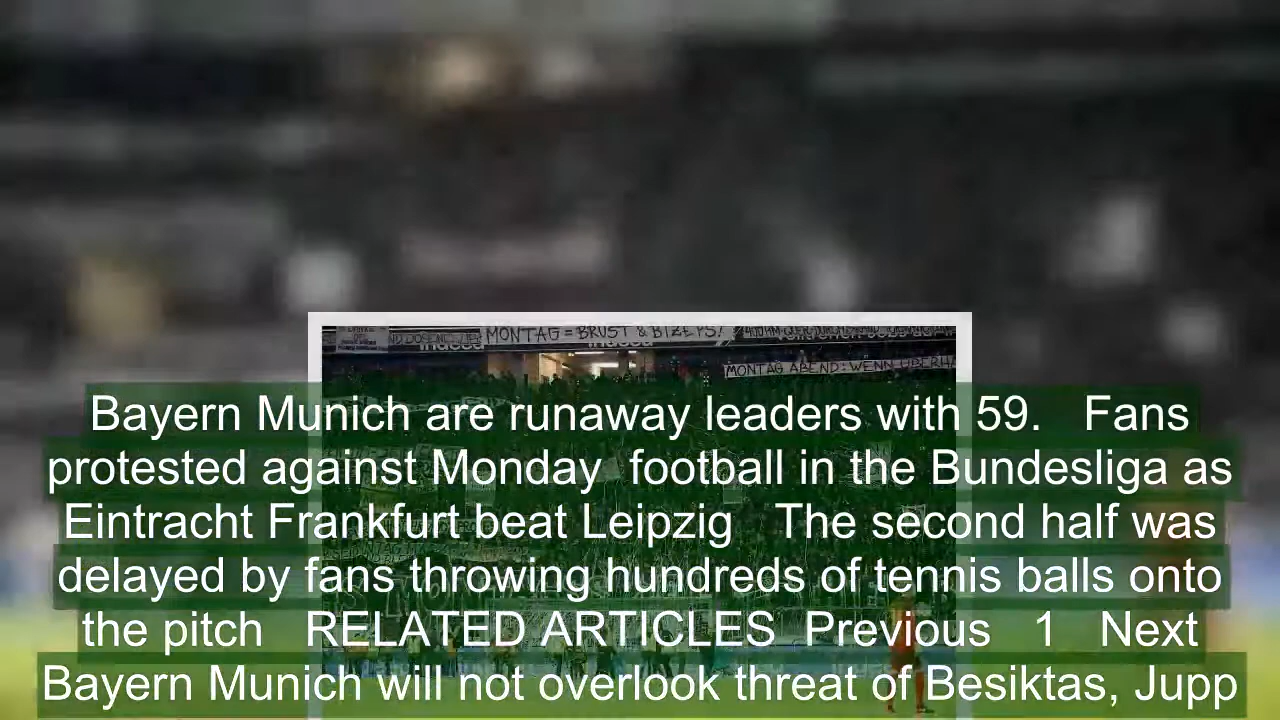 MONTAG = BRUST & BIZEPS!
MONTAG ABEND: WENN ÜBERHA
Bayern Munich are runaway leaders with 59.   Fans
protested against Monday  football in the Bundesliga as
Eintracht Frankfurt beat Leipzig   The second half was
delayed by fans throwing hundreds of tennis balls onto
the pitch   RELATED ARTICLES  Previous   1   Next
Bayern Munich will not overlook threat of Besiktas, Jupp